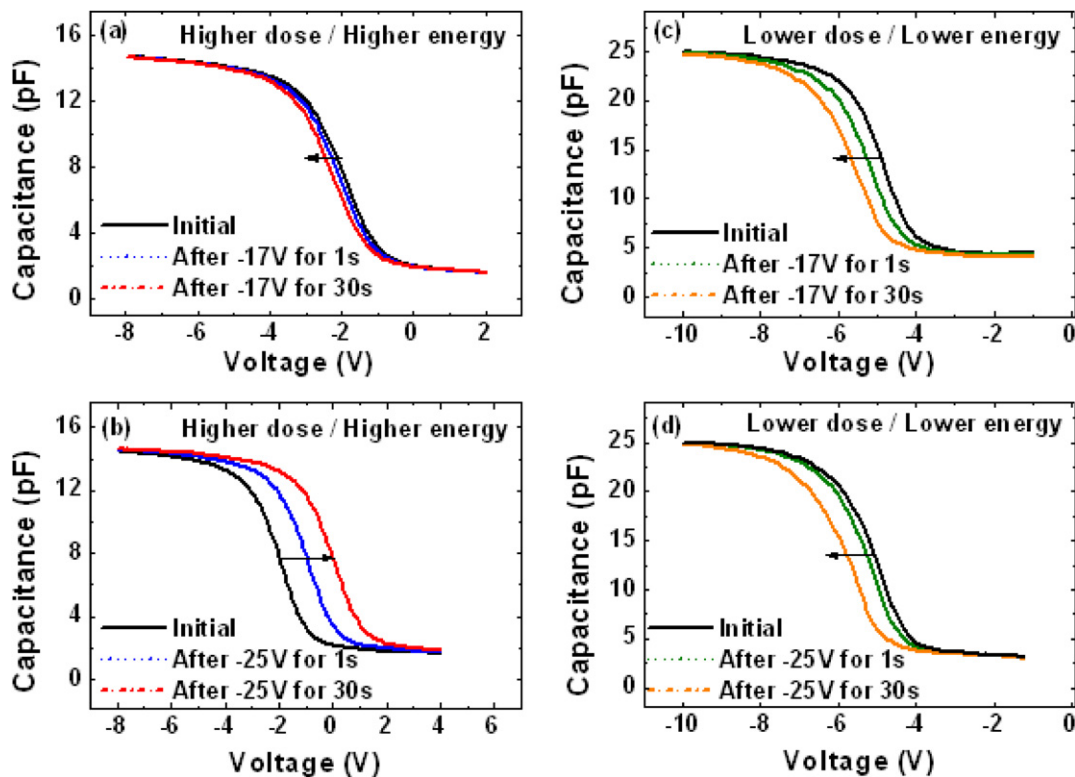 (a)
Higher dose / Higher energy
16
12
8
4
0
Capacitance (pF)
Initial
After -17V for 1s
After -17V for 30s
-8
-6
-4
-2
0
2
Voltage (V)
(c)
Lower dose / Lower energy
25
20
15
10
5
0
Capacitance (pF)
Initial
After -17V for 1s
After -17V for 30s
-10
-8
-6
-4
-2
0
Voltage (V)
(b)
Higher dose / Higher energy
16
12
8
4
0
Capacitance (pF)
Initial
After -25V for 1s
After -25V for 30s
-8
-6
-4
-2
0
2
4
6
Voltage (V)
(d)
Lower dose / Lower energy
25
20
15
10
5
0
Capacitance (pF)
Initial
After -25V for 1s
After -25V for 30s
-10
-8
-6
-4
-2
0
Voltage (V)